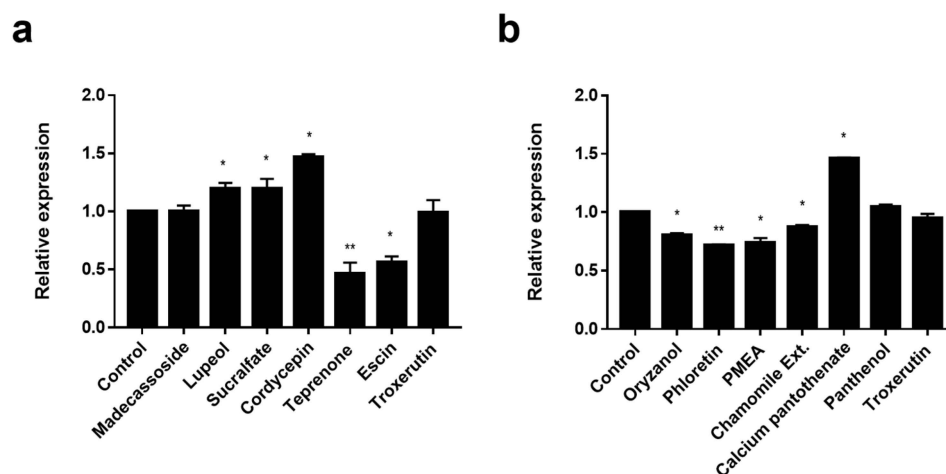 a
Relative expression
2.0
1.5
1.0
0.5
0.0
*
*
*
**
*
Control
Madecassoside
Lupeol
Sucralfate
Cordycepin
Teprenone
Escin
Troxerutin
b
Relative expression
2.0
1.5
1.0
0.5
0.0
*
**
*
*
*
Control
Oryzanol
Phloretin
PMEA
Chamomile Ext.
Calcium pantothenate
Panthenol
Troxerutin